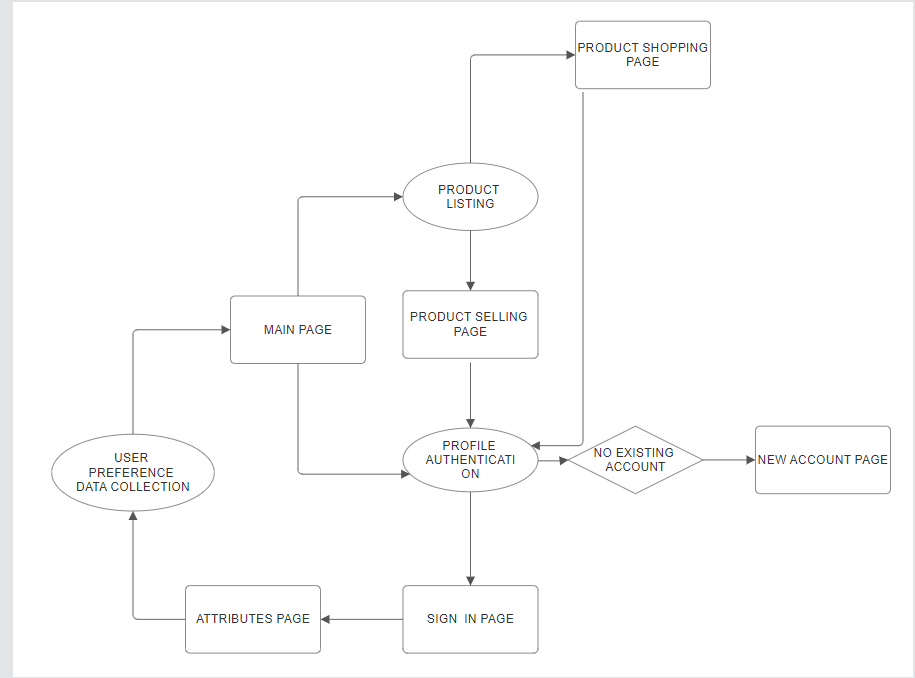 PRODUCT SHOPPING
PAGE
PRODUCT
LISTING
MAIN PAGE
PRODUCT SELLING
PAGE
USER
PREFERENCE
DATA COLLECTION
PROFILE
AUTHENTICATI
ON
NO EXISTING
ACCOUNT
NEW ACCOUNT PAGE
ATTRIBUTES PAGE
SIGN IN PAGE